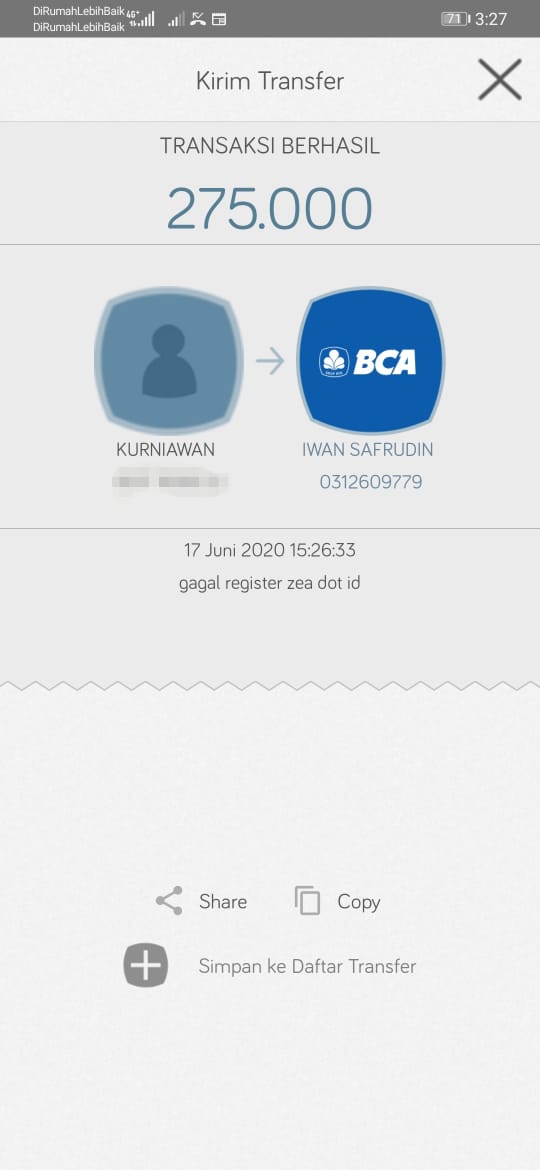 DiRumahLebihBaik 4G+
DiRumahLebihBaik
71 3:27
Kirim Transfer
TRANSAKSI BERHASIL
275.000
BCA
KURNIAWAN
IWAN SAFRUDIN
0312609779
17 Juni 2020 15:26:33
gagal register zea dot id
Share
Copy
Simpan ke Daftar Transfer